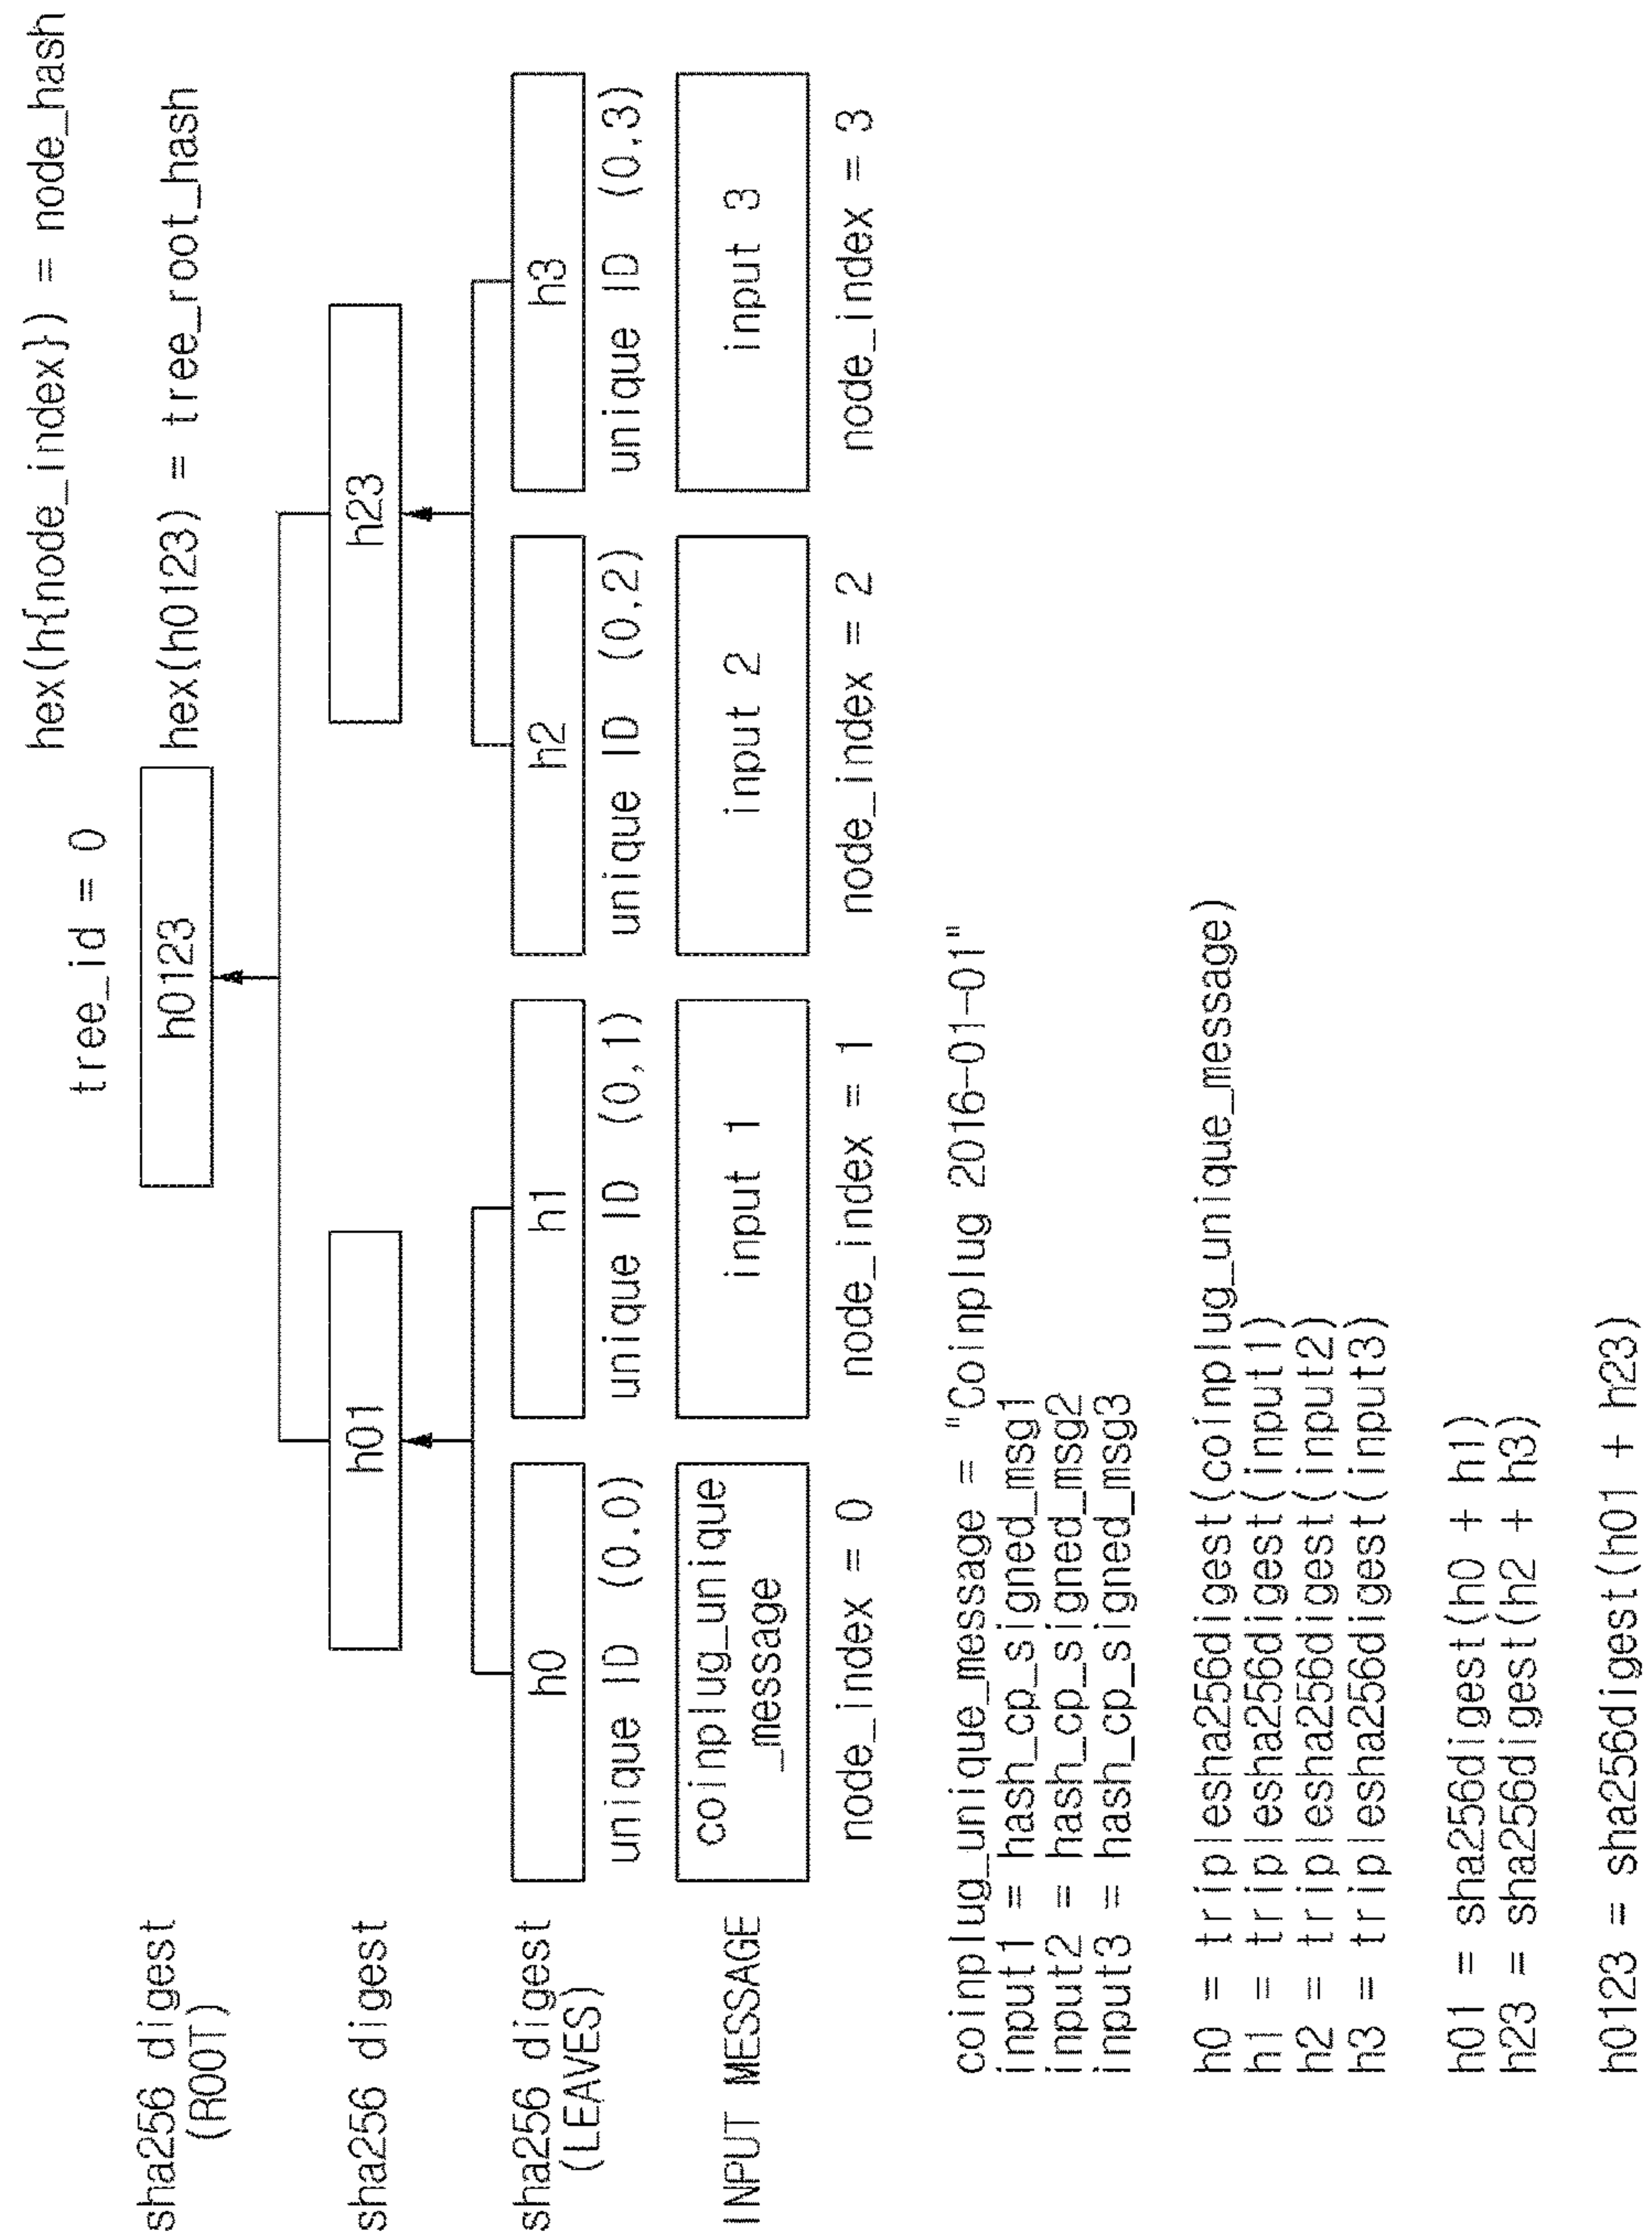 hex(h{node_index}) = node_hash
tree_id = 0
sha256 digest
(ROOT)
h0123
hex(h0123) = tree_root_hash
sha256 digest
h01
h23
sha256 digest
(LEAVES)
h0
h1
h2
h3
unique ID (0.0)
unique ID (0,1)
unique ID (0,2)
unique ID (0,3)
INPUT MESSAGE
coinplug_unique
_message
input 1
input 2
input 3
node_index = 0
node_index = 1
node_index = 2
node_index = 3
coinplug_unique_message = "Coinplug 2016-01-01"
input1 = hash_cp_signed_msg1
input2 = hash_cp_signed_msg2
input3 = hash_cp_signed_msg3
h0 = triplesha256digest(coinplug_unique_message)
h1 = triplesha256digest(input1)
h2 = triplesha256digest(input2)
h3 = triplesha256digest(input3)
h01 = sha256digest(h0 + h1)
h23 = sha256digest(h2 + h3)
h0123 = sha256digest(h01 + h23)